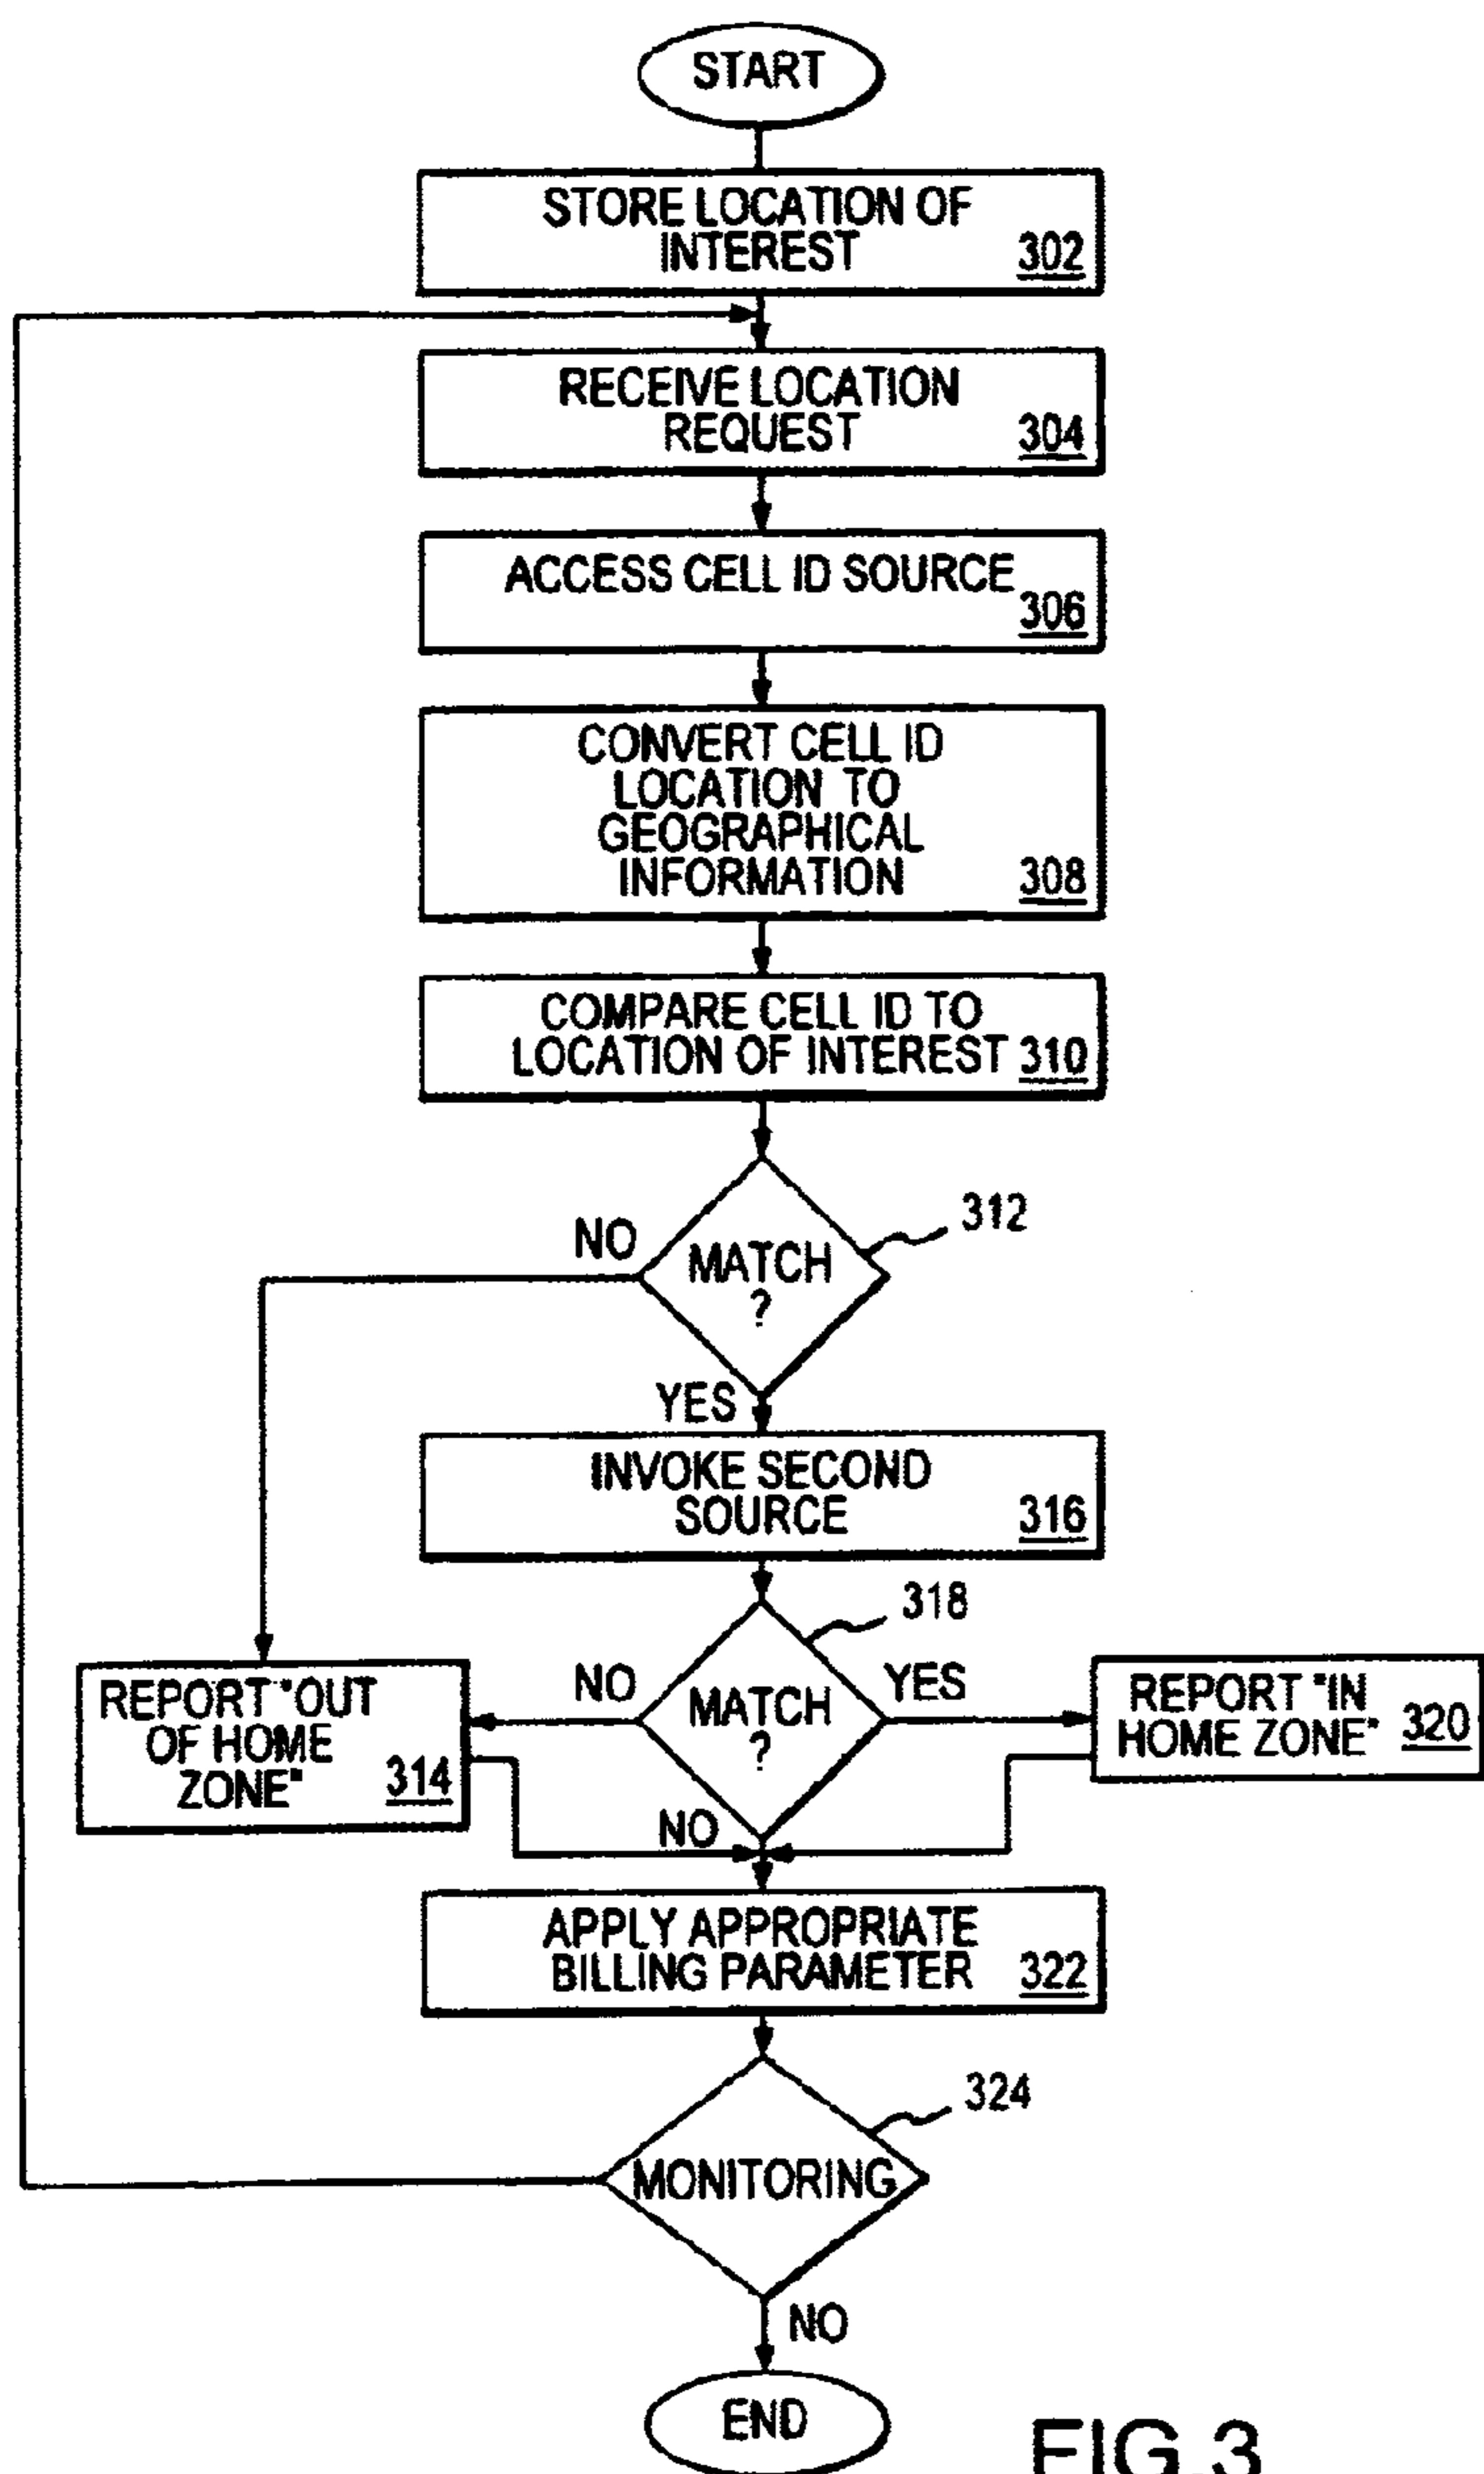 START
STORE LOCATION OF
INTEREST
302
RECEIVE LOCATION
REQUEST
304
ACCESS CELL ID SOURCE
306
CONVERT CELL ID
LOCATION TO
GEOGRAPHICAL
INFORMATION
308
COMPARE CELL ID TO
LOCATION OF INTEREST 310
312
NO
MATCH
?
YES
INVOKE SECOND
SOURCE
316
318
NO
MATCH
?
YES
REPORT "OUT
OF HOME
ZONE"
314
REPORT "IN
HOME ZONE"
320
NO
APPLY APPROPRIATE
BILLING PARAMETER
322
324
MONITORING
NO
END
FIG.3